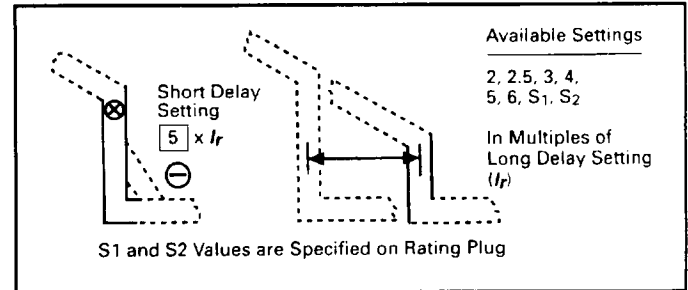 Short Delay
Setting
5 x Ir
Available Settings
2, 2.5, 3, 4,
5, 6, S1, S2
In Multiples of
Long Delay Setting
(Ir)
S1 and S2 Values are Specified on Rating Plug